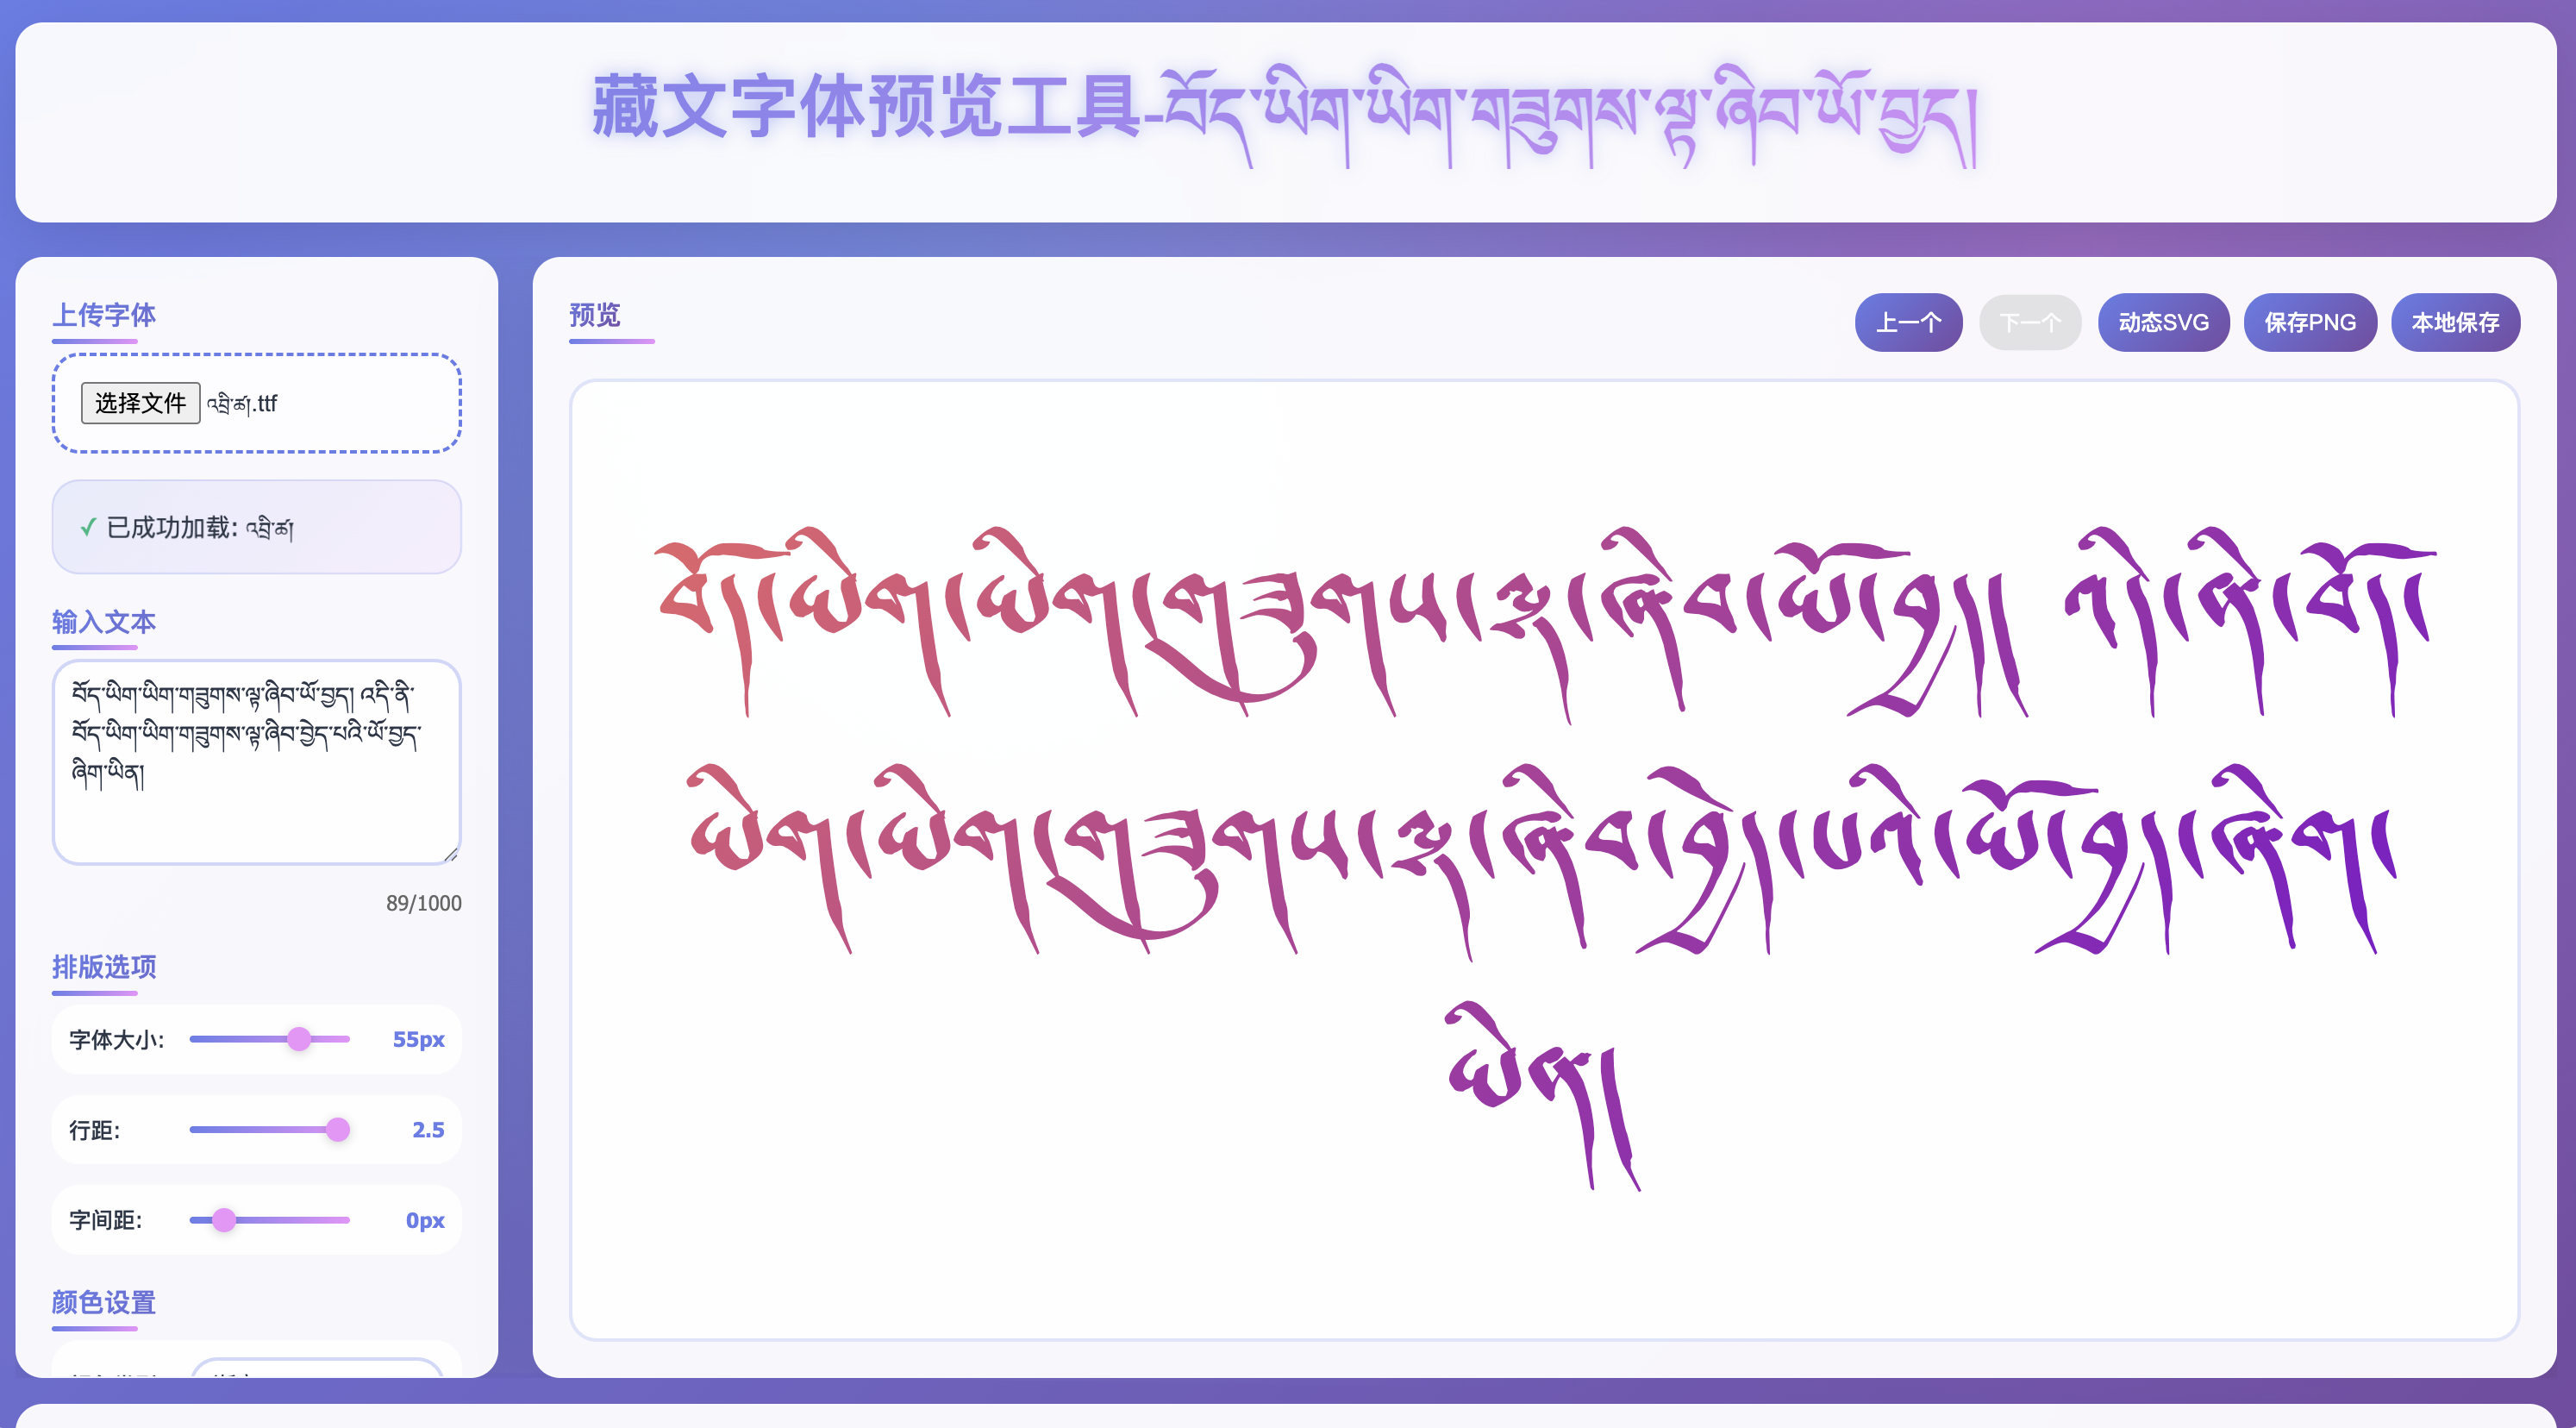 藏文字体预览工具-བོད་ཡིག་ཡིག་གཟུགས་ལྟ་ཞིབ་ཡོ་བྱད།
上传字体
选择文件 འབྲི་ཚ།.ttf
✓ 已成功加载: འབྲི་ཚ།
输入文本
བོད་ཡིག་ཡིག་གཟུགས་ལྟ་ཞིབ་ཡོ་བྱད། འདི་ནི་
བོད་ཡིག་ཡིག་གཟུགས་ལྟ་ཞིབ་བྱེད་པའི་ཡོ་བྱད་
ཞིག་ཡིན།
89/1000
排版选项
字体大小: 55px
行距: 2.5
字间距: 0px
颜色设置
预览
上一个 下一个 动态SVG 保存PNG 本地保存
བོད་ཡིག་ཡིག་གཟུགས་ལྟ་ཞིབ་ཡོ་བྱད། འདི་ནི་བོད་
ཡིག་ཡིག་གཟུགས་ལྟ་ཞིབ་བྱེད་པའི་ཡོ་བྱད་ཞིག་
ཡིན།